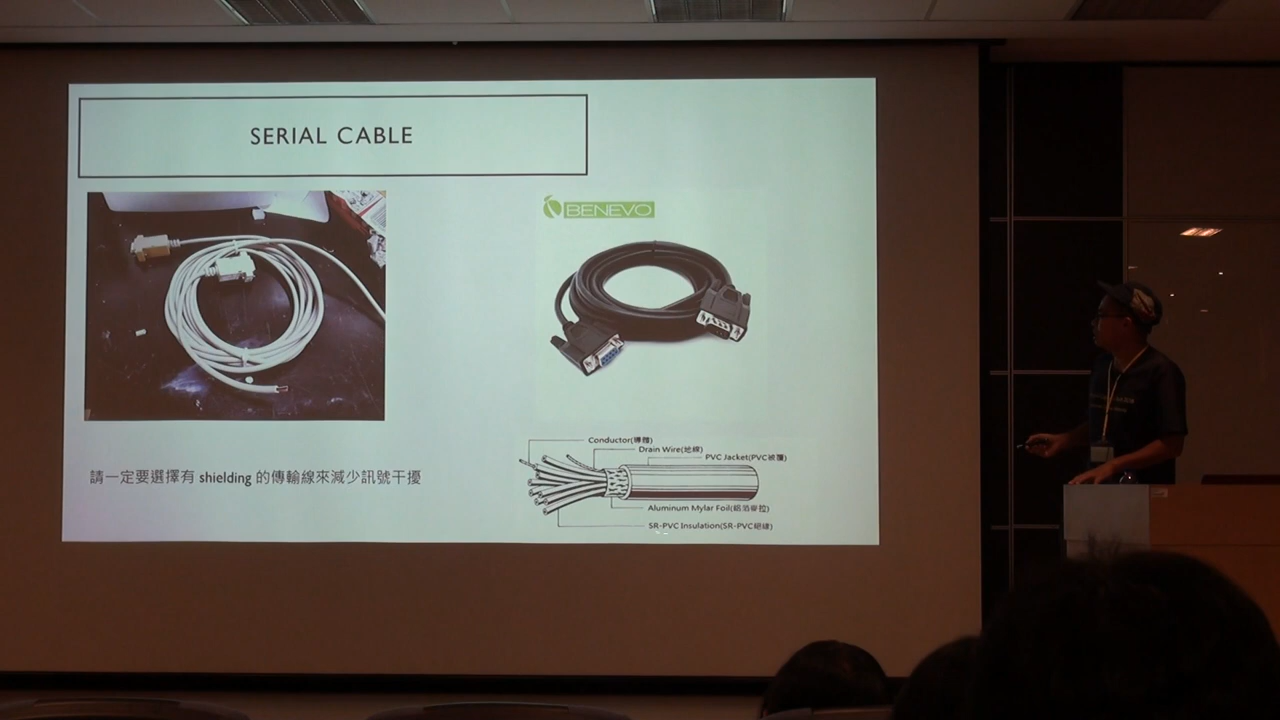 SERIAL CABLE
BENEVO
請一定要選擇有 shielding 的傳輸線來減少訊號干擾
Conductor(導體)
Drain Wire(地線)
PVC Jacket(PVC被覆)
Aluminum Mylar Foil(鋁箔麥拉)
SR-PVC Insulation(SR-PVC絕緣)